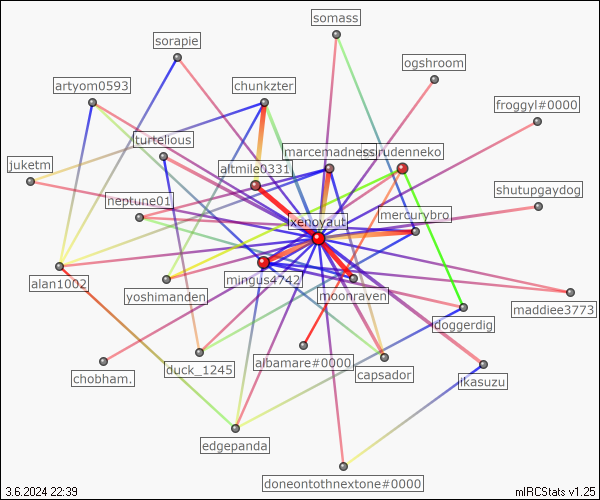 somass
sorapie
ogshroom
artyom0593
chunkzter
froggyl#0000
turtelious
marcemadness
rudenneko
juketm
altmile0331
shutupgaydog
neptune01
ixenoyaut
mercurybro
alan1002
mingus4742
yoshimanden
moonraven
maddiee3773
doggerdig
chobham.
duck_1245
albamare#0000
capsador
ikasuzu
edgepanda
doneontothnextone#0000
3.6.2024 22:39
mIRCStats v1.25